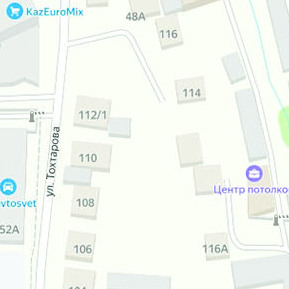 KazEuroMix
48А
116
114
112/1
ул. Тохтарова
110
108
Центр потолко
vtosvet
52А
106
116А